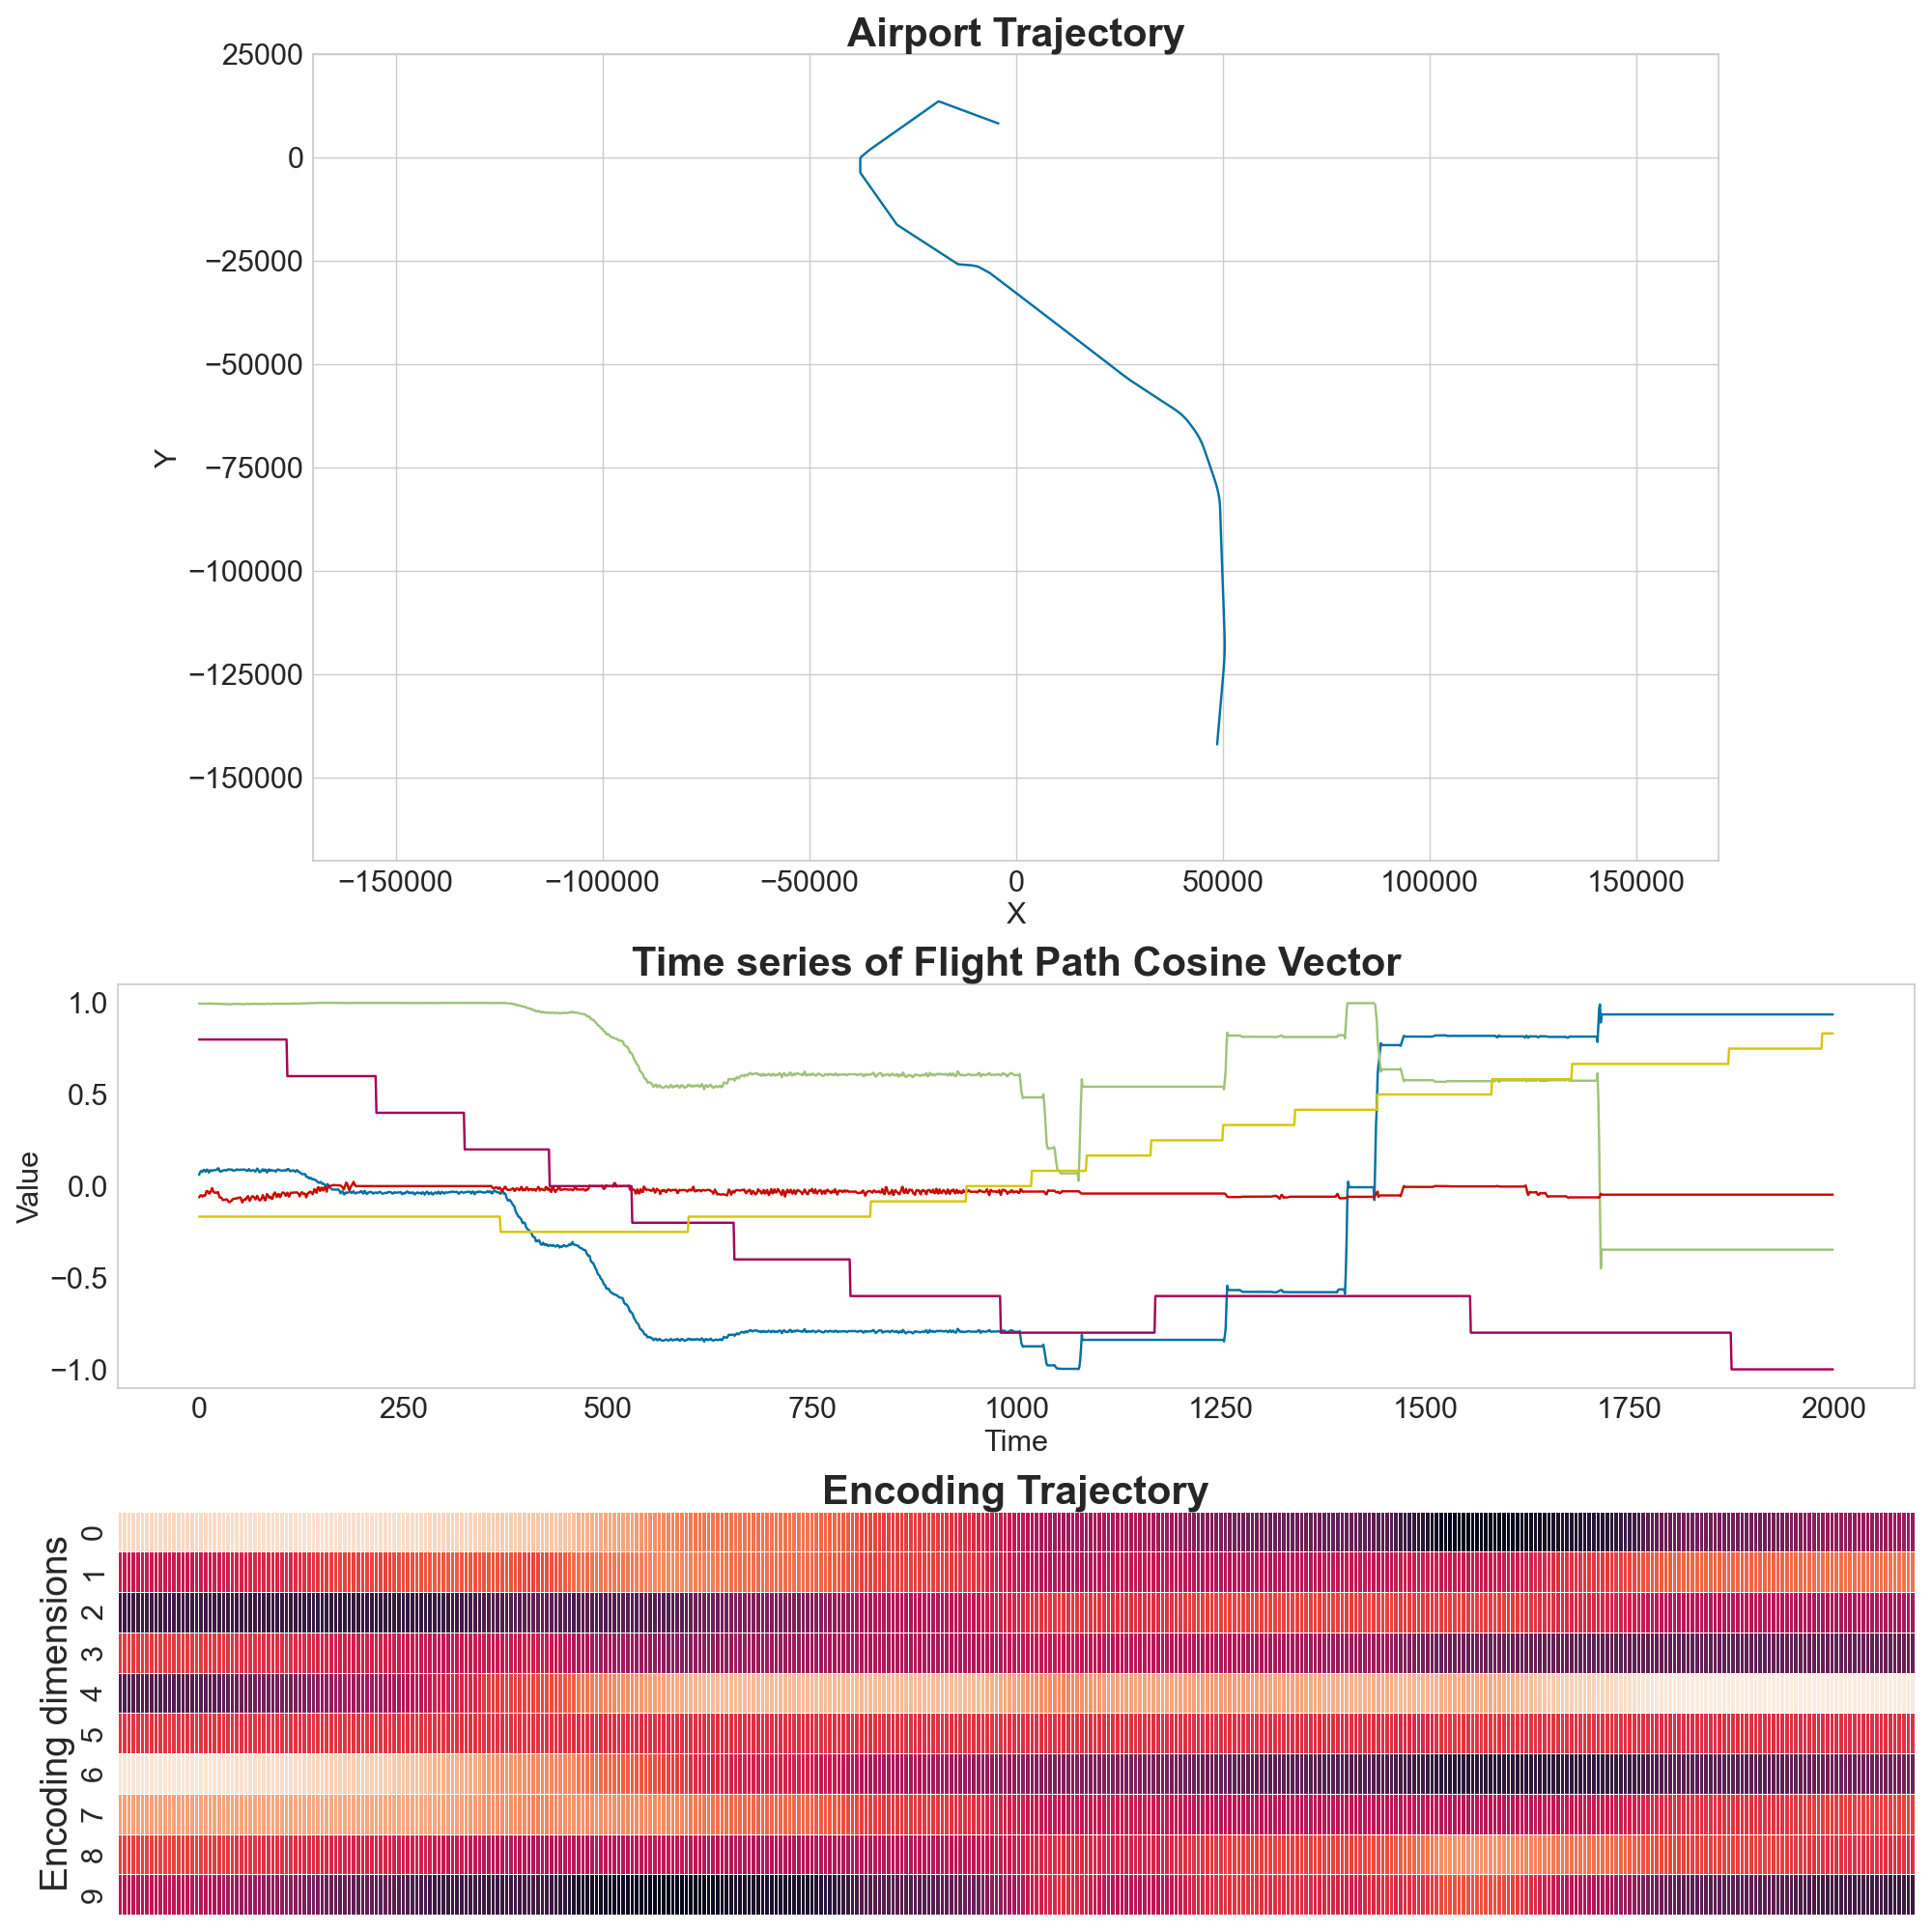 Airport Trajectory
25000
0
−25000
−50000
−75000
−100000
−125000
−150000
Y
−150000 −100000 −50000 0 50000 100000 150000
X
Time series of Flight Path Cosine Vector
1.0
0.5
0.0
−0.5
−1.0
Value
0 250 500 750 1000 1250 1500 1750 2000
Time
Encoding Trajectory
Encoding dimensions
0
1
2
3
4
5
6
7
8
9